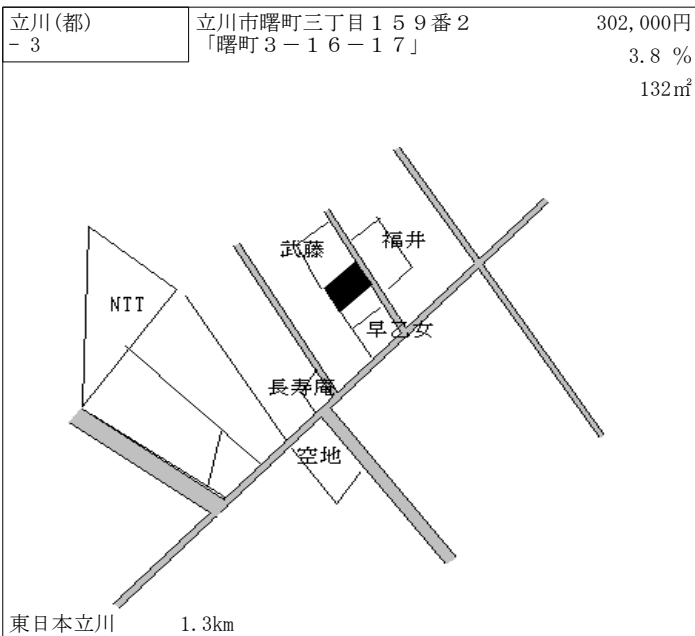 立川(都)
- 3
立川市曙町三丁目１５９番２
「曙町３－１６－１７」
302,000円
3.8 %
132㎡
武藤
福井
NTT
早乙女
長寿庵
空地
東日本立川 1.3km